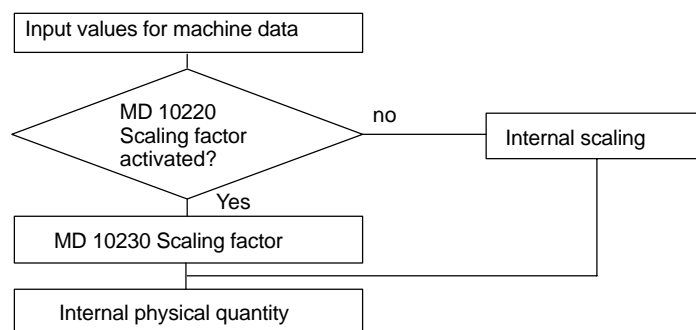 Input values for machine data
MD 10220
Scaling factor
activated?
no
Internal scaling
Yes
MD 10230 Scaling factor
Internal physical quantity